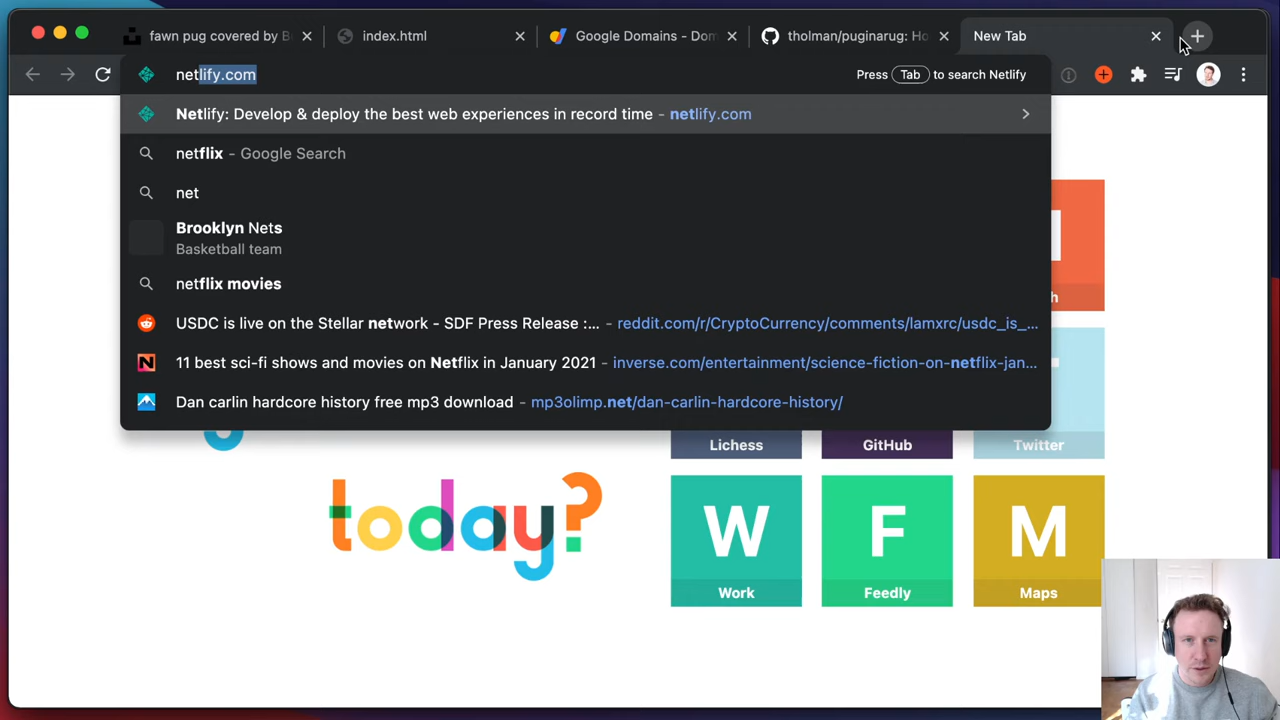 fawn pug covered by B
index.html
Google Domains - Dom
tholman/puginarug: Ho
New Tab
netlify.com
Press Tab to search Netlify
Netlify: Develop & deploy the best web experiences in record time - netlify.com
netflix - Google Search
net
Brooklyn Nets
Basketball team
netflix movies
USDC is live on the Stellar network - SDF Press Release :... - reddit.com/r/CryptoCurrency/comments/lamxrc/usdc_is_...
11 best sci-fi shows and movies on Netflix in January 2021 - inverse.com/entertainment/science-fiction-on-netflix-jan...
Dan carlin hardcore history free mp3 download - mp3olimp.net/dan-carlin-hardcore-history/
h
Lichess
GitHub
Twitter
today?
W
F
M
Work
Feedly
Maps